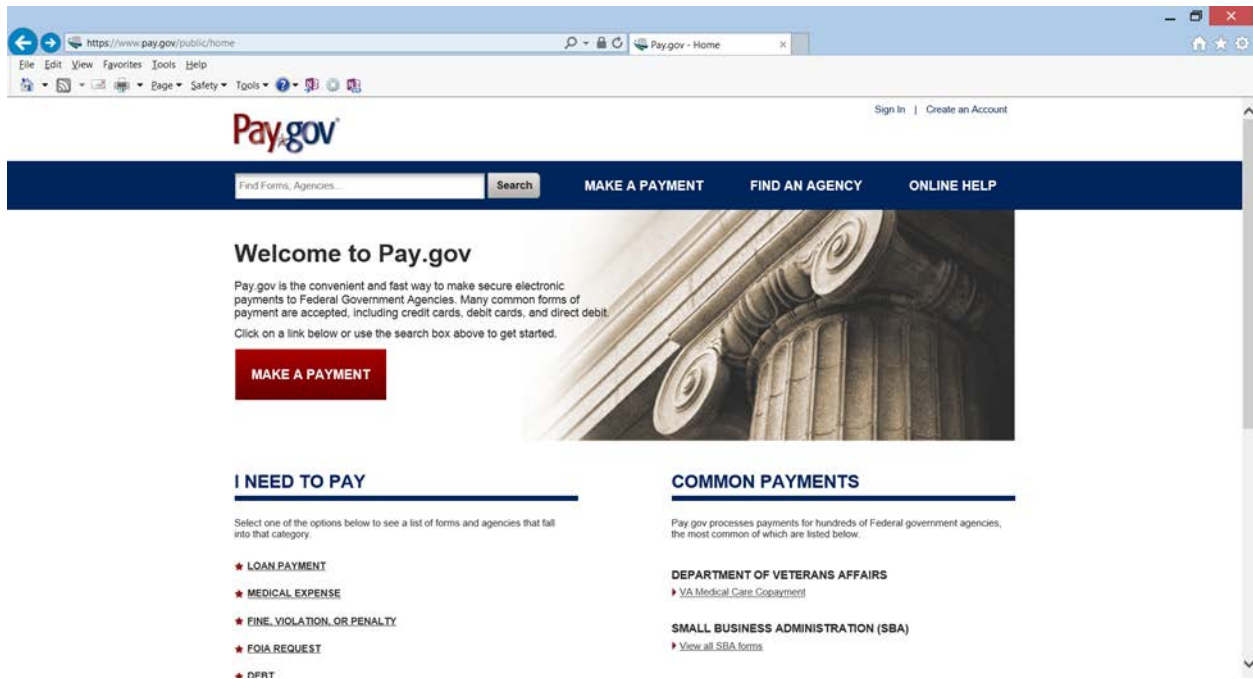 https://www.pay.gov/public/home
Pay.gov - Home
File Edit View Favorites Tools Help
Page Safety Tools
Sign In | Create an Account
Pay.gov
Find Forms, Agencies...
Search
MAKE A PAYMENT
FIND AN AGENCY
ONLINE HELP
Welcome to Pay.gov
Pay.gov is the convenient and fast way to make secure electronic
payments to Federal Government Agencies. Many common forms of
payment are accepted, including credit cards, debit cards, and direct debit.
Click on a link below or use the search box above to get started.
MAKE A PAYMENT
I NEED TO PAY
Select one of the options below to see a list of forms and agencies that fall
into that category.
LOAN PAYMENT
MEDICAL EXPENSE
FINE, VIOLATION, OR PENALTY
FOIA REQUEST
DEBT
COMMON PAYMENTS
Pay.gov processes payments for hundreds of Federal government agencies,
the most common of which are listed below.
DEPARTMENT OF VETERANS AFFAIRS
VA Medical Care Copayment
SMALL BUSINESS ADMINISTRATION (SBA)
View all SBA forms